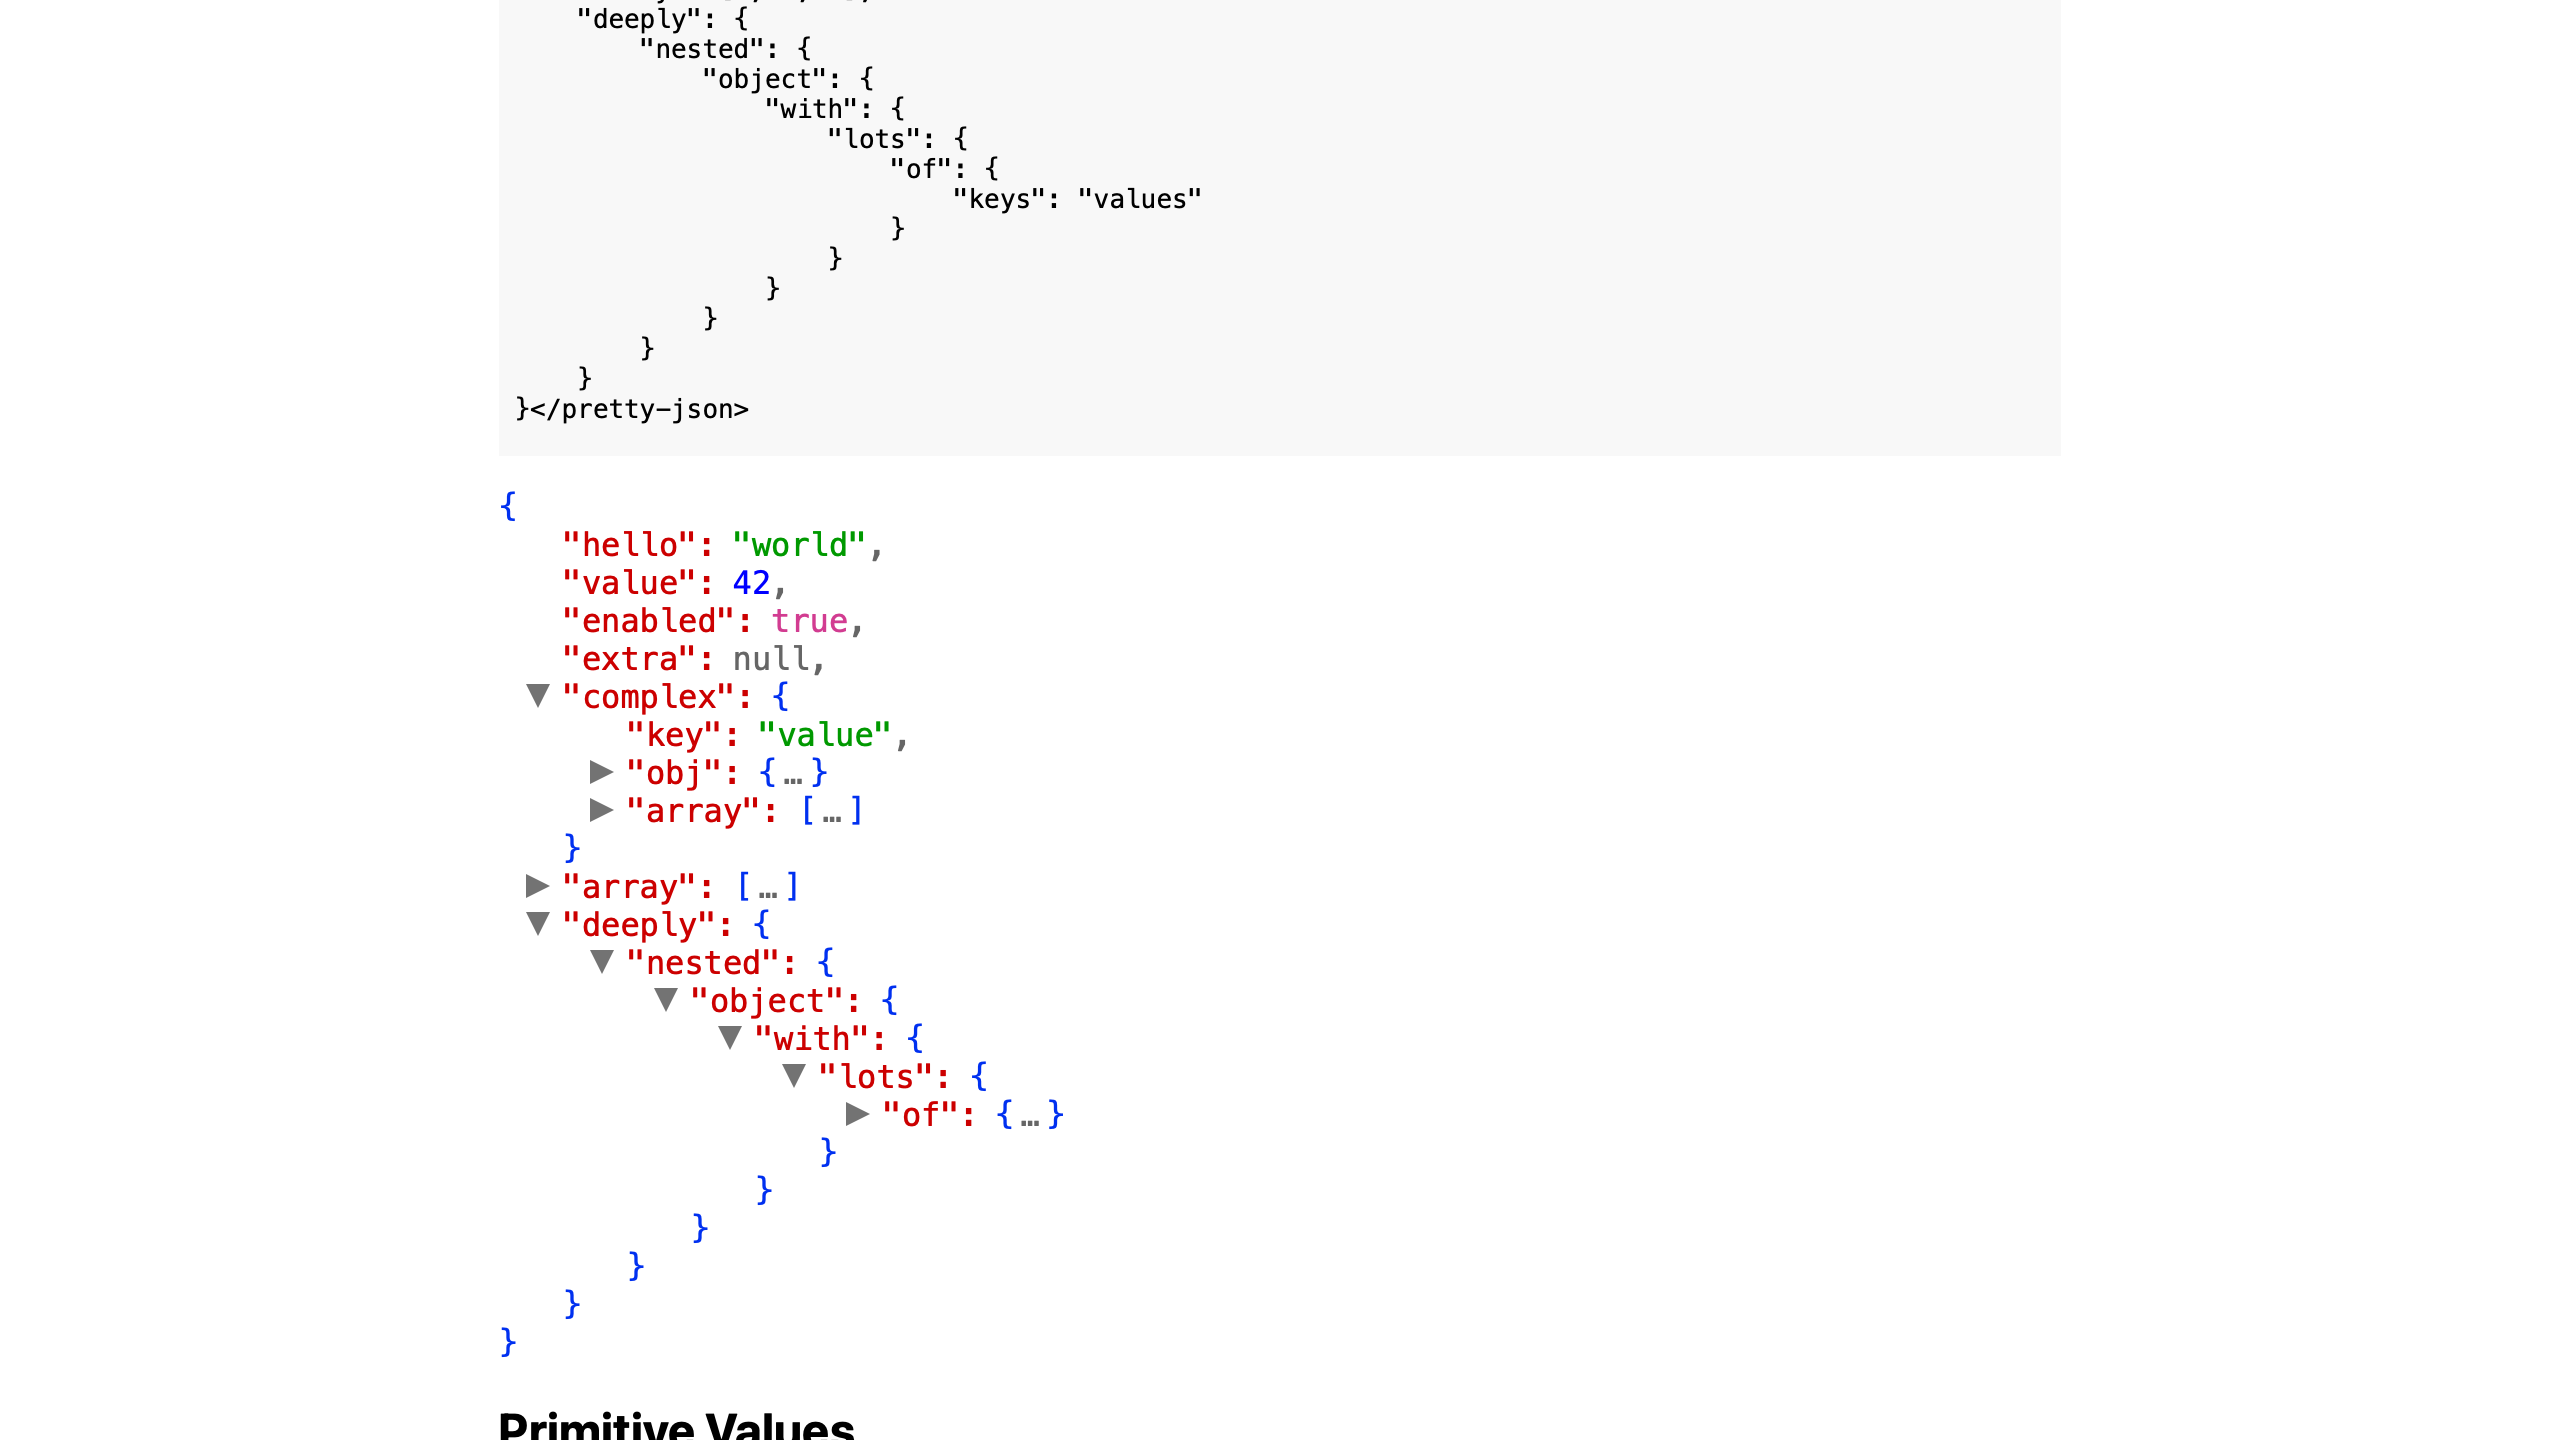 "deeply": {
"nested": {
"object": {
"with": {
"lots": {
"of": {
"keys": "values"
}
}
}
}
}
}
}</pretty-json>
{
"hello": "world",
"value": 42,
"enabled": true,
"extra": null,
▼ "complex": {
"key": "value",
▶ "obj": {…}
▶ "array": […]
}
▶ "array": […]
▼ "deeply": {
▼ "nested": {
▼ "object": {
▼ "with": {
▼ "lots": {
▶ "of": {…}
}
}
}
}
}
}
Primitive Values